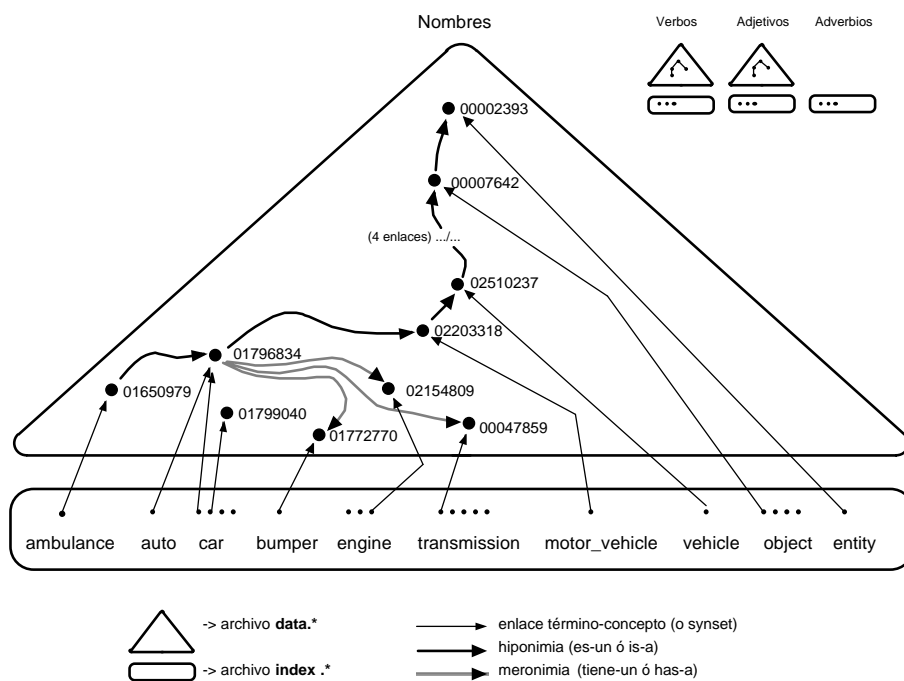 Nombres
Verbos Adjetivos Adverbios
00002393
00007642
(4 enlaces) .../...
02510237
02203318
01796834
01650979
02154809
01799040
00047859
01772770
ambulance auto car bumper engine transmission motor_vehicle vehicle object entity
-> archivo data.*
-> archivo index .*
enlace término-concepto (o synset)
hiponimia (es-un ó is-a)
meronimia (tiene-un ó has-a)